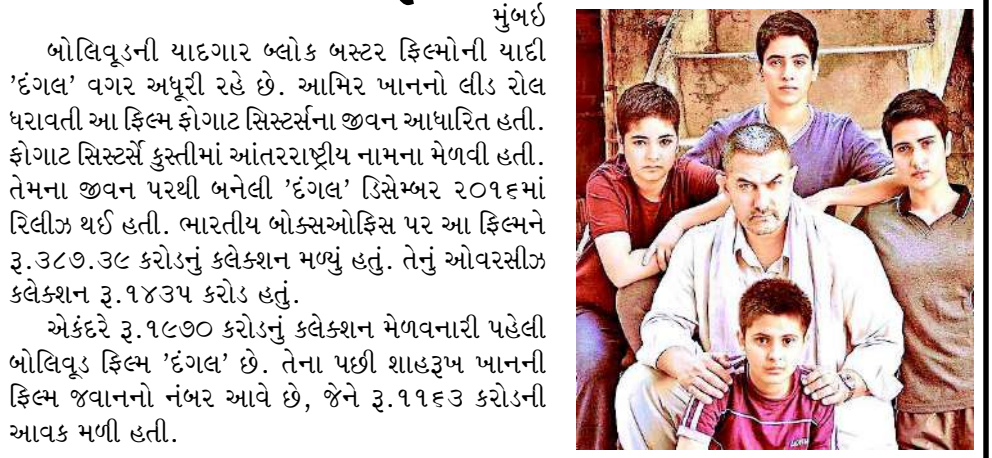 મુંબઇ
બોલિવૂડની યાદગાર બ્લોક બસ્ટર ફિલ્મોની યાદી
’દંગલ’ વગર અધૂરી રહે છે. આમિર ખાનનો લીડ રોલ
ધરાવતી આ ફિલ્મ ફોગાટ સિસ્ટર્સના જીવન આધારિત હતી.
ફોગાટ સિસ્ટર્સે કુસ્તીમાં આંતરરાષ્ટ્રીય નામના મેળવી હતી.
તેમના જીવન પરથી બનેલી ’દંગલ’ ડિસેમ્બર ૨૦૧૬માં
રિલીઝ થઈ હતી. ભારતીય બોક્સઓફિસ પર આ ફિલ્મને
રૂ.૩૮૭.૩૯ કરોડનું કલેક્શન મળ્યું હતું. તેનું ઓવરસીઝ
કલેક્શન રૂ.૧૪૩૫ કરોડ હતું.
એકંદરે રૂ.૧૯૭૦ કરોડનું કલેક્શન મેળવનારી પહેલી
બોલિવૂડ ફિલ્મ ’દંગલ’ છે. તેના પછી શાહરૂખ ખાનની
ફિલ્મ જવાનનો નંબર આવે છે, જેને રૂ.૧૧૬૩ કરોડની
આવક મળી હતી.